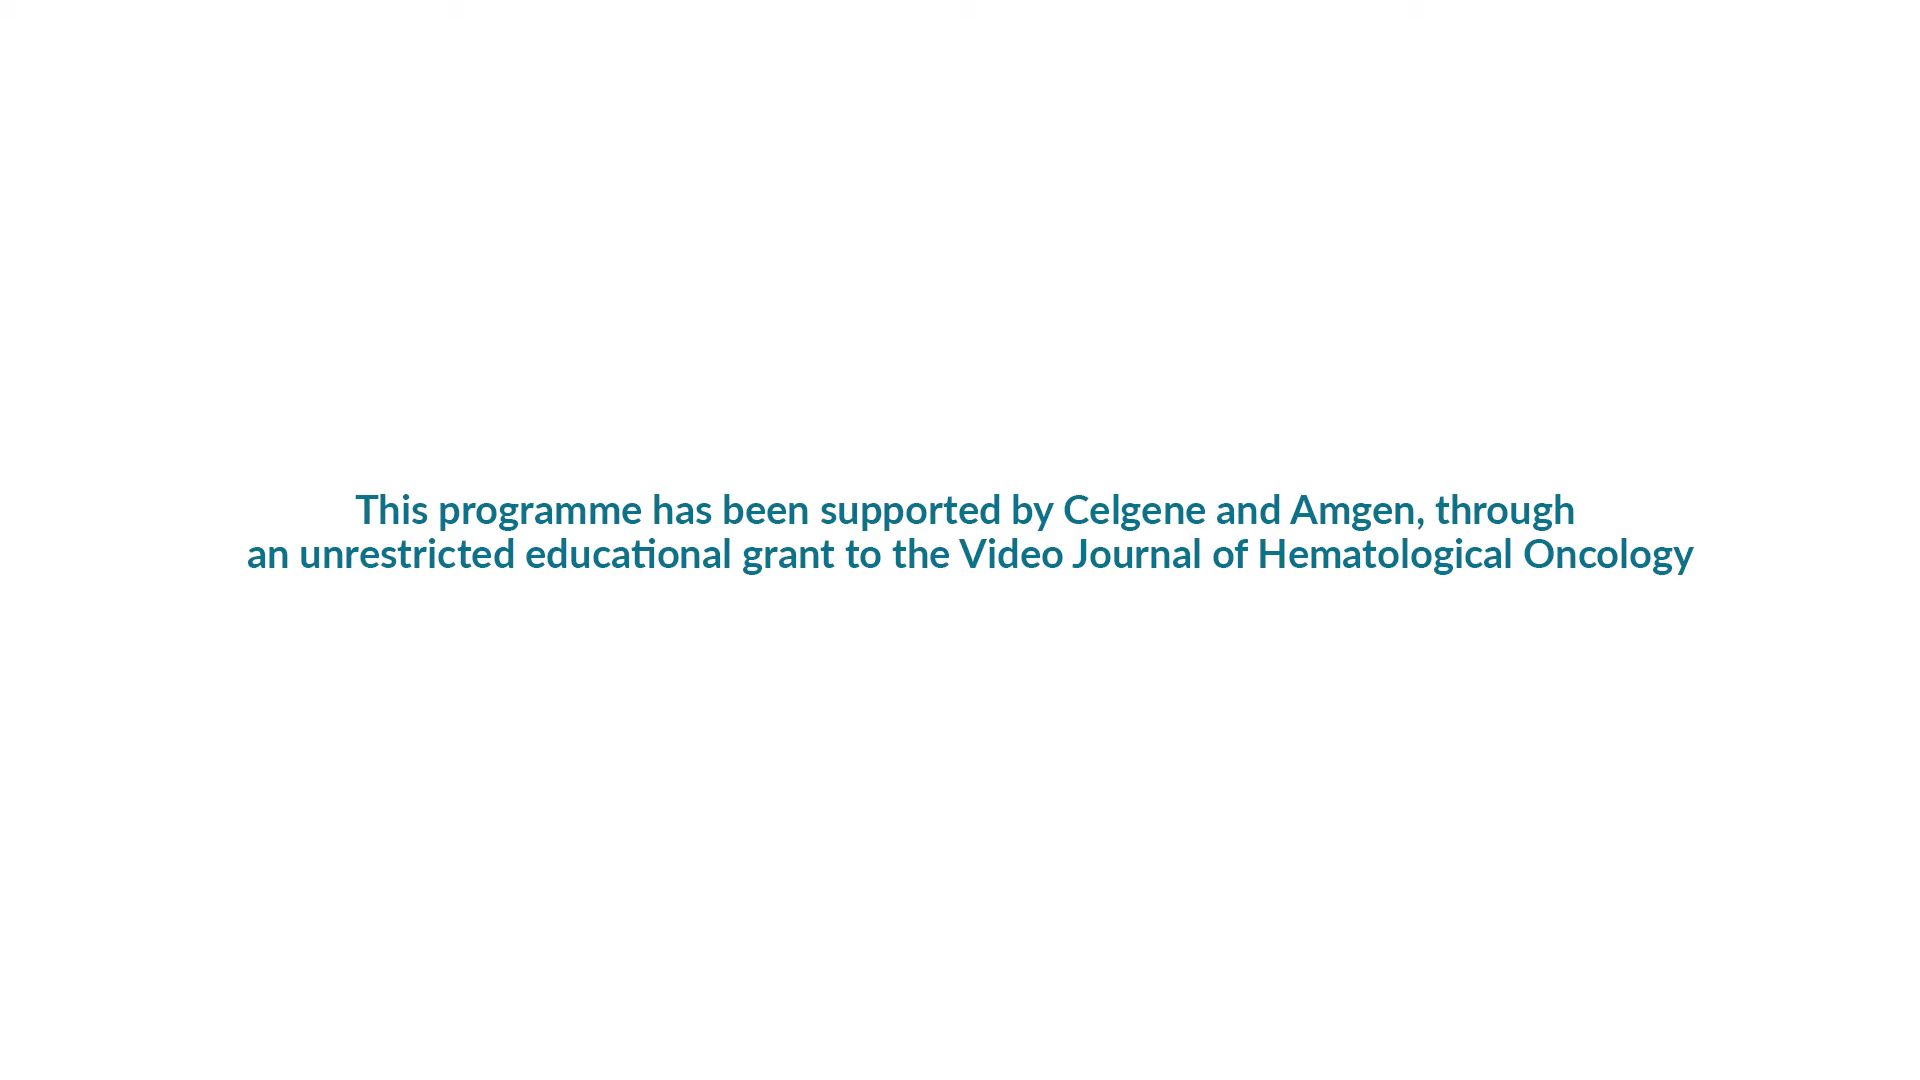 This programme has been supported by Celgene and Amgen, through
an unrestricted educational grant to the Video Journal of Hematological Oncology